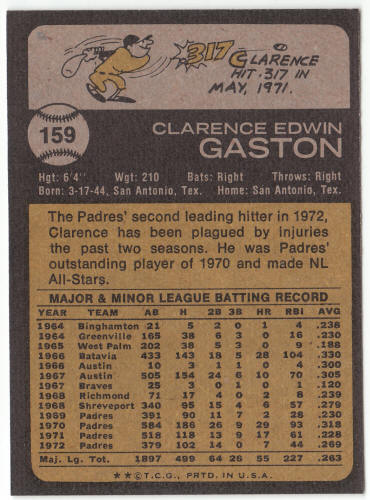 .317 CLARENCE
HIT .317 IN
MAY, 1971.
159
CLARENCE EDWIN
GASTON
Hgt: 6'4" Wgt: 210 Bats: Right Throws: Right
Born: 3-17-44, San Antonio, Tex. Home: San Antonio, Tex.
The Padres' second leading hitter in 1972,
Clarence has been plagued by injuries
the past two seasons. He was Padres'
outstanding player of 1970 and made NL
All-Stars.
MAJOR & MINOR LEAGUE BATTING RECORD
YEAR TEAM AB H 2B 3B HR RBI AVG
1964 Binghamton 21 5 2 0 1 4 .238
1964 Greenville 165 38 6 3 0 16 .230
1965 West Palm 202 38 5 3 0 9 .188
1966 Batavia 433 143 18 5 28 104 .330
1966 Austin 10 3 1 1 0 4 .300
1967 Austin 505 154 24 6 10 70 .305
1967 Braves 25 3 0 1 0 1 .120
1968 Richmond 71 17 4 0 2 8 .239
1968 Shreveport 340 95 15 4 6 57 .279
1969 Padres 391 90 11 7 2 28 .230
1970 Padres 584 186 26 9 29 93 .318
1971 Padres 518 118 13 9 17 61 .228
1972 Padres 379 102 14 0 7 44 .269
Maj. Lg. Tot. 1897 499 64 26 55 227 .263
★★©T.C.G., PRTD. IN U.S.A.